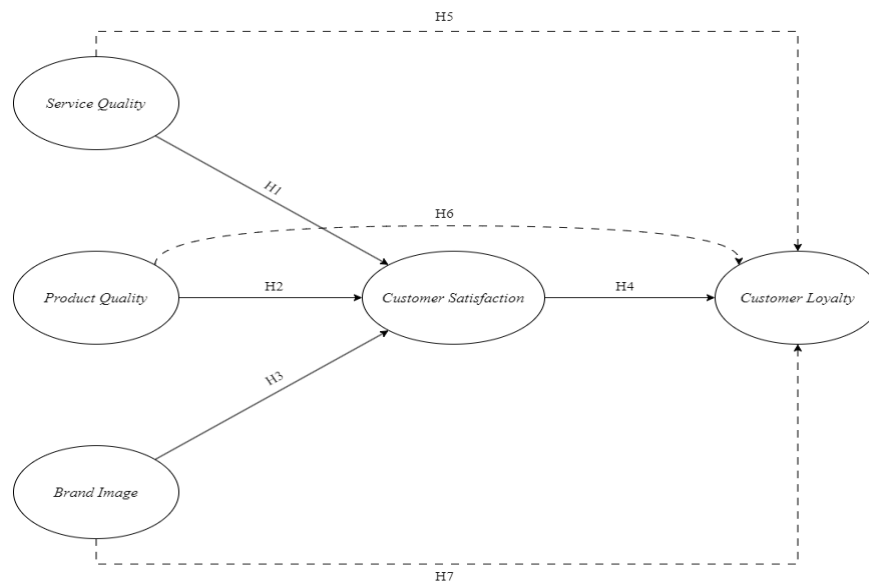 H5
Service Quality
H1
H6
Product Quality
H2
Customer Satisfaction
H4
Customer Loyalty
H3
Brand Image
H7